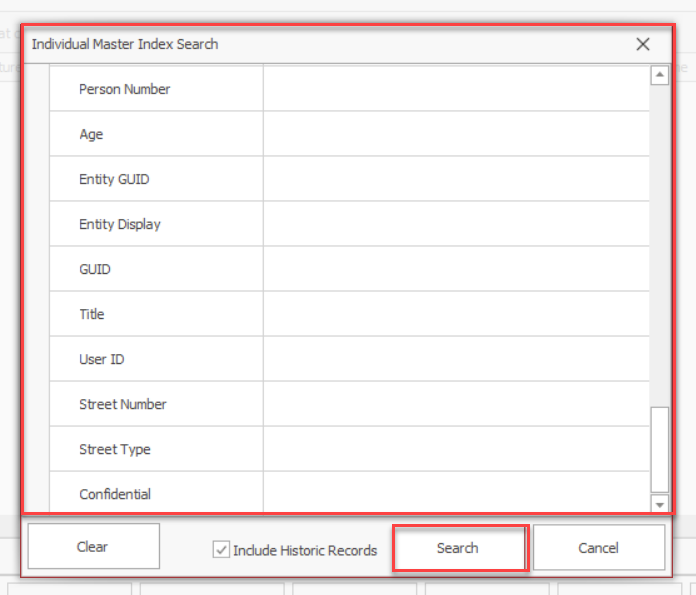 Individual Master Index Search
Person Number
Age
Entity GUID
Entity Display
GUID
Title
User ID
Street Number
Street Type
Confidential
Clear
Include Historic Records
Search
Cancel